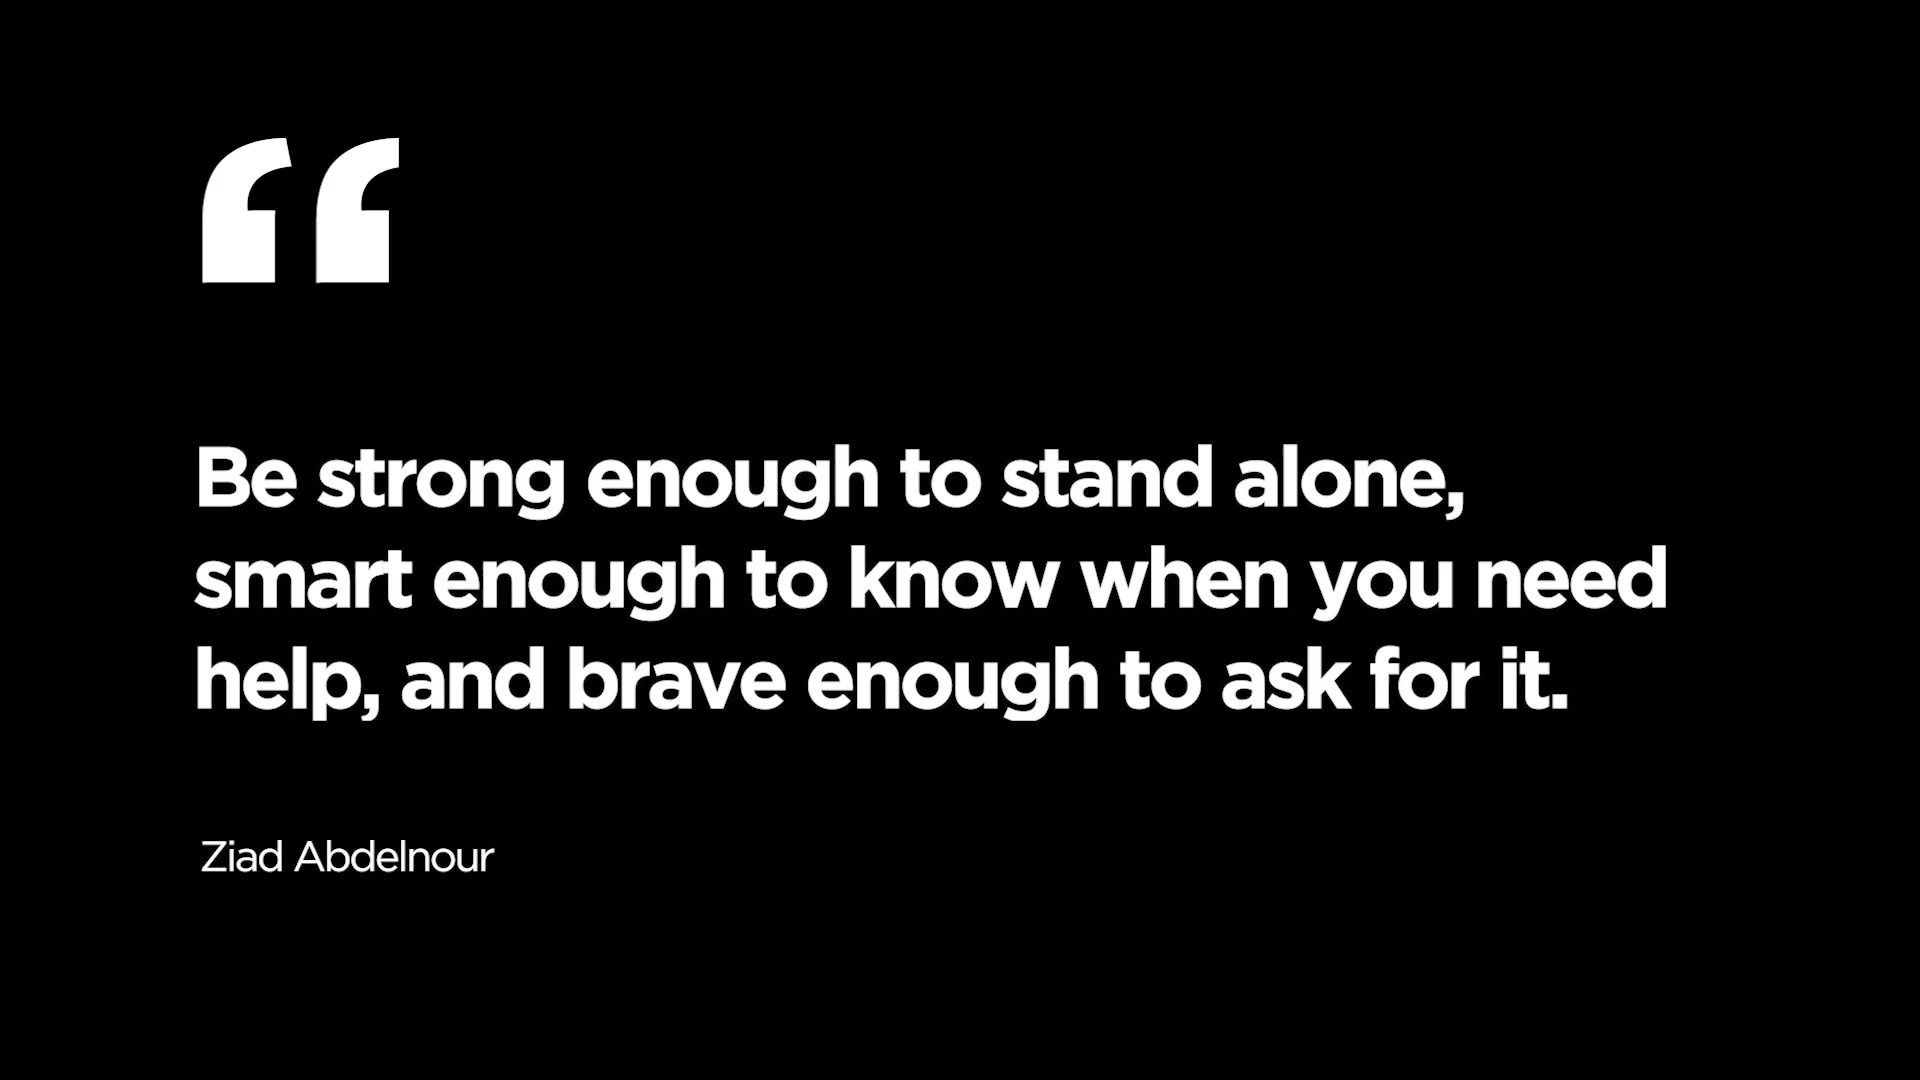 “
Be strong enough to stand alone,
smart enough to know when you need
help, and brave enough to ask for it.
Ziad Abdelnour